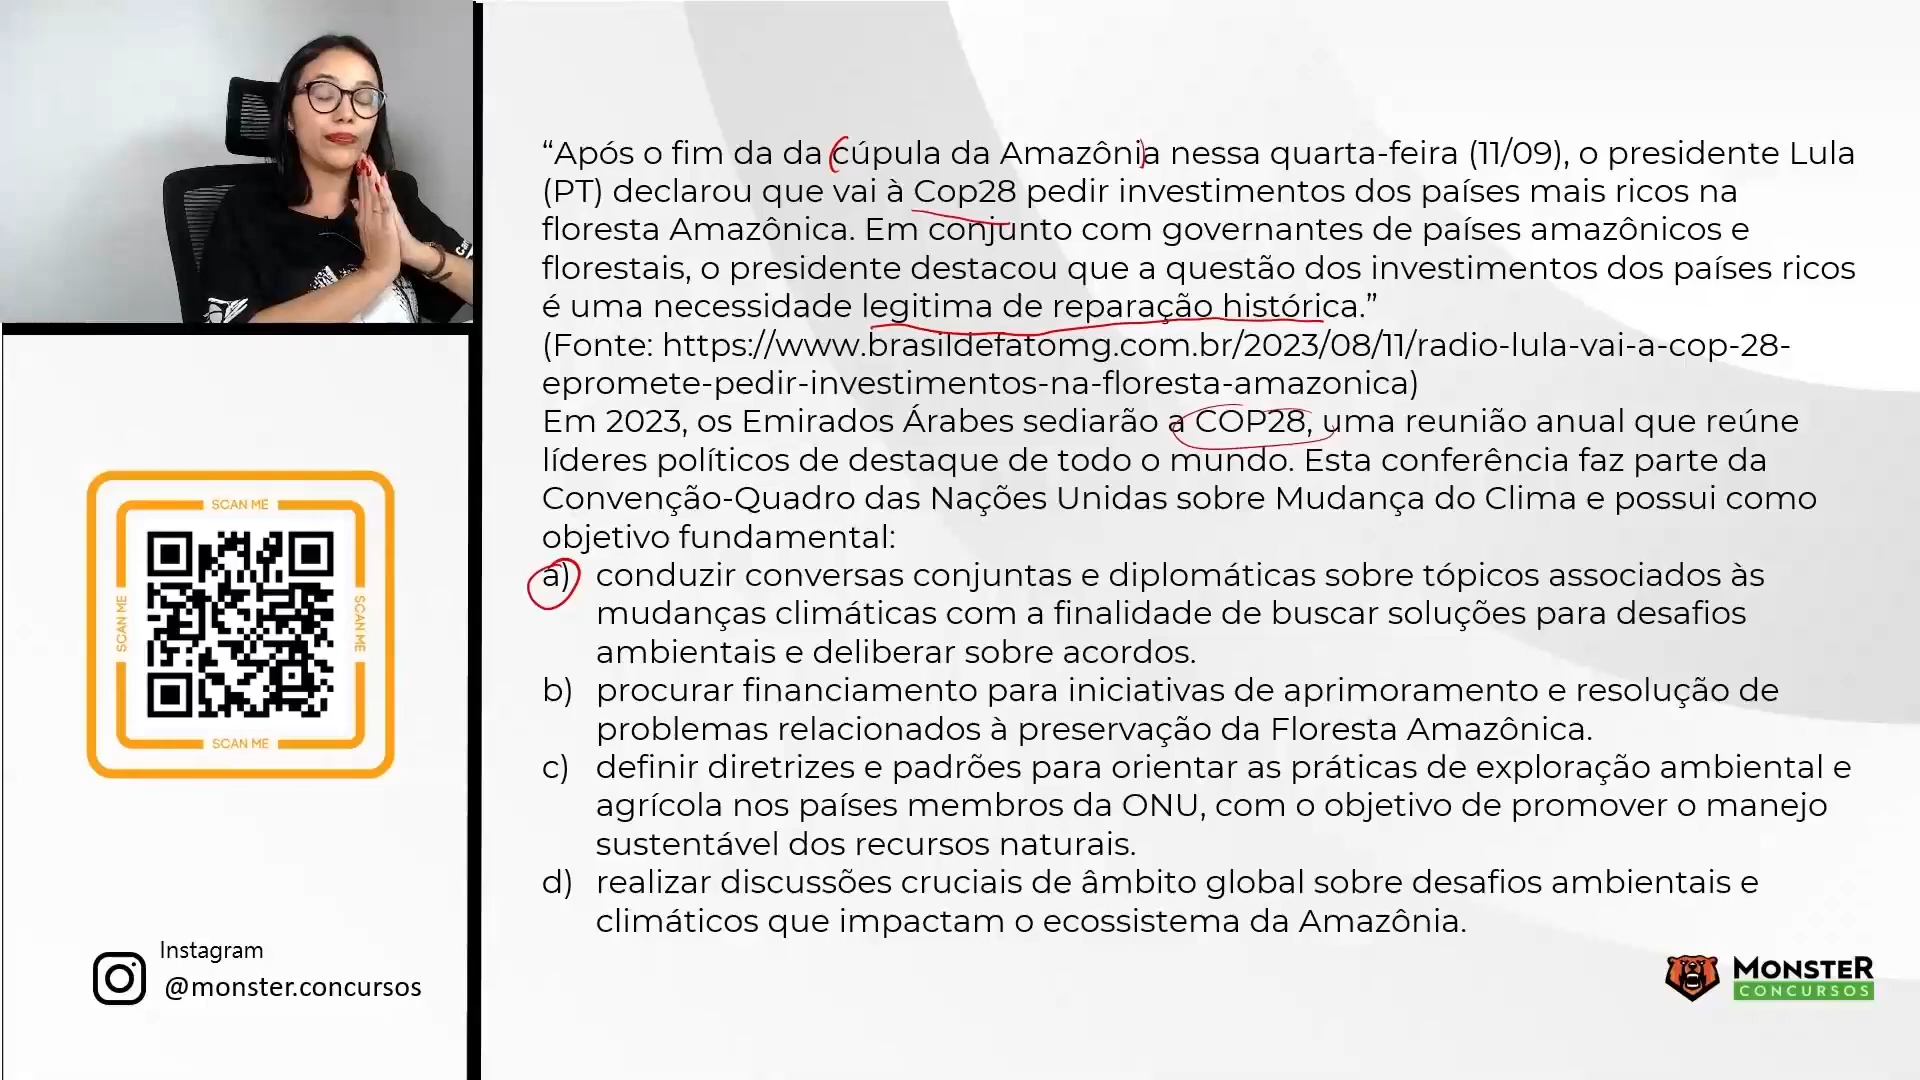 “Após o fim da da cúpula da Amazônia nessa quarta-feira (11/09), o presidente Lula
(PT) declarou que vai à Cop28 pedir investimentos dos países mais ricos na
floresta Amazônica. Em conjunto com governantes de países amazônicos e
florestais, o presidente destacou que a questão dos investimentos dos países ricos
é uma necessidade legitima de reparação histórica.”
(Fonte: https://www.brasildefatomg.com.br/2023/08/11/radio-lula-vai-a-cop-28-
epromete-pedir-investimentos-na-floresta-amazonica)
Em 2023, os Emirados Árabes sediarão a COP28, uma reunião anual que reúne
líderes políticos de destaque de todo o mundo. Esta conferência faz parte da
Convenção-Quadro das Nações Unidas sobre Mudança do Clima e possui como
objetivo fundamental:
a) conduzir conversas conjuntas e diplomáticas sobre tópicos associados às
mudanças climáticas com a finalidade de buscar soluções para desafios
ambientais e deliberar sobre acordos.
b) procurar financiamento para iniciativas de aprimoramento e resolução de
problemas relacionados à preservação da Floresta Amazônica.
c) definir diretrizes e padrões para orientar as práticas de exploração ambiental e
agrícola nos países membros da ONU, com o objetivo de promover o manejo
sustentável dos recursos naturais.
d) realizar discussões cruciais de âmbito global sobre desafios ambientais e
climáticos que impactam o ecossistema da Amazônia.
SCAN ME
SCAN ME
SCAN ME
SCAN ME
Instagram
@monster.concursos
MONSTER
CONCURSOS